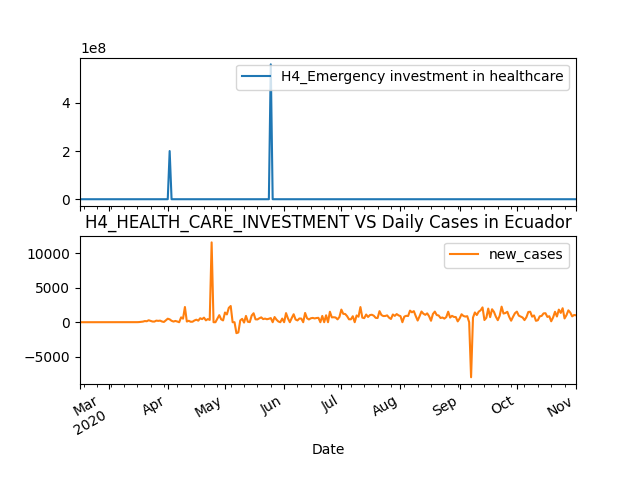 1e8
H4_Emergency investment in healthcare
4
2
0
H4_HEALTH_CARE_INVESTMENT VS Daily Cases in Ecuador
new_cases
10000
5000
0
−5000
Mar
2020
Apr
May
Jun
Jul
Aug
Sep
Oct
Nov
Date